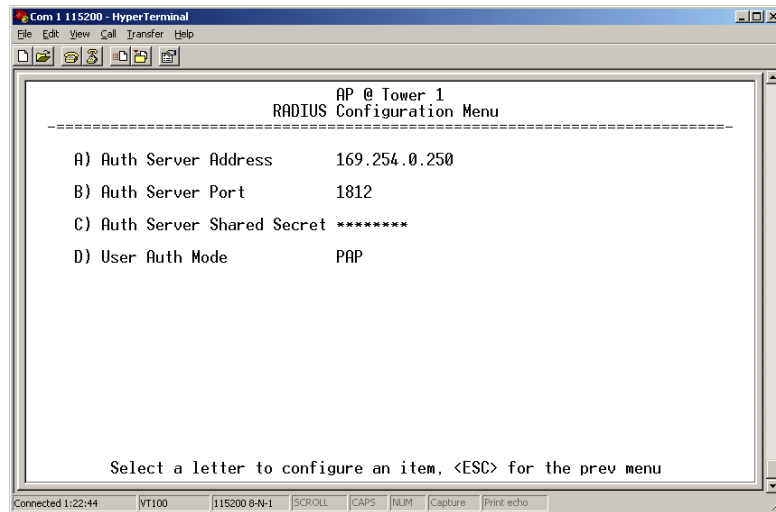 Com 1 115200 - HyperTerminal
File Edit View Call Transfer Help
AP @ Tower 1
RADIUS Configuration Menu
-==========================================================================-
A) Auth Server Address 169.254.0.250
B) Auth Server Port 1812
C) Auth Server Shared Secret ********
D) User Auth Mode PAP
Select a letter to configure an item, <ESC> for the prev menu
Connected 1:22:44 VT100 115200 8-N-1 SCROLL CAPS NUM Capture Print echo